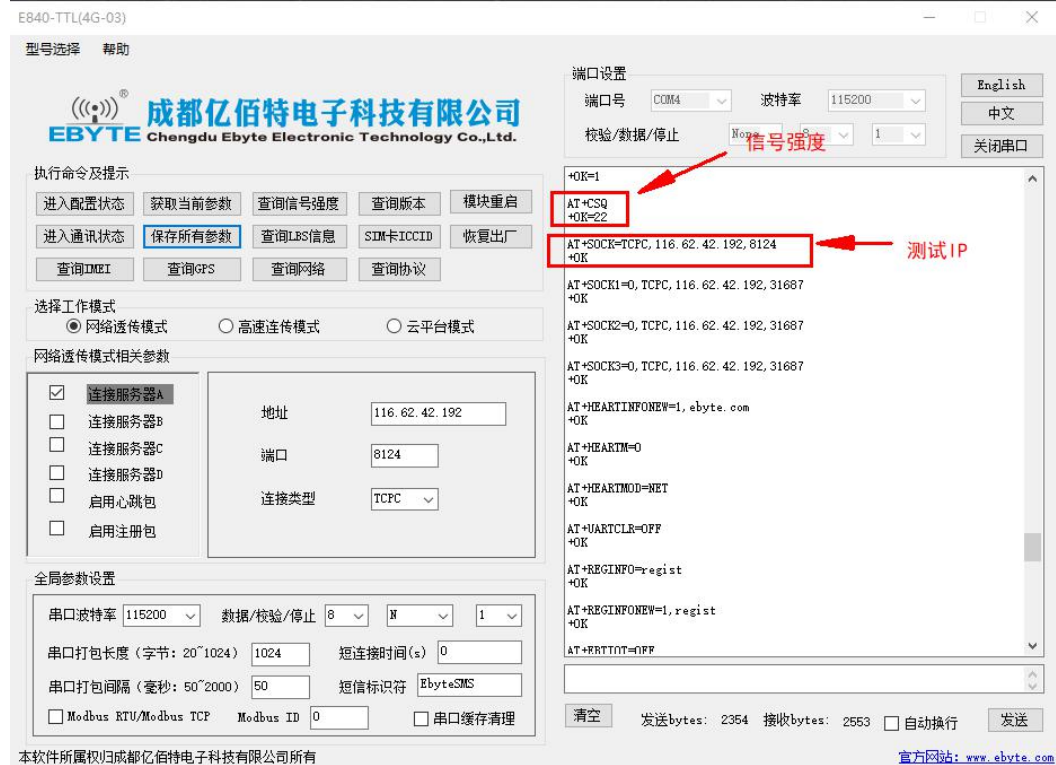 E840-TTL(4G-03)
型号选择 帮助
EBYTE ®
成都亿佰特电子科技有限公司
Chengdu Ebyte Electronic Technology Co.,Ltd.
端口设置
端口号 COM4 波特率 115200
校验/数据/停止 None 8 1
English
中文
关闭串口
执行命令及提示
进入配置状态 获取当前参数 查询信号强度 查询版本 模块重启
进入通讯状态 保存所有参数 查询LBS信息 SIM卡ICCID 恢复出厂
查询IMEI 查询GPS 查询网络 查询协议
选择工作模式
网络透传模式 高速连传模式 云平台模式
网络透传模式相关参数
连接服务器A
连接服务器B
连接服务器C
连接服务器D
启用心跳包
启用注册包
地址 116.62.42.192
端口 8124
连接类型 TCPC
全局参数设置
串口波特率 115200 数据/校验/停止 8 N 1
串口打包长度（字节：20~1024） 1024 短连接时间(s) 0
串口打包间隔（毫秒：50~2000） 50 短信标识符 EbyteSMS
Modbus RTU/Modbus TCP Modbus ID 0 串口缓存清理
本软件所属权归成都亿佰特电子科技有限公司所有
信号强度
测试IP
+OK=1
AT+CSQ
+OK=22
AT+SOCK=TCPC,116.62.42.192,8124
+OK
AT+SOCK1=0,TCPC,116.62.42.192,31687
+OK
AT+SOCK2=0,TCPC,116.62.42.192,31687
+OK
AT+SOCK3=0,TCPC,116.62.42.192,31687
+OK
AT+HEARTINFONEW=1,ebyte.com
+OK
AT+HEARTM=0
+OK
AT+HEARTMOD=NET
+OK
AT+UARTCLR=OFF
+OK
AT+REGINFO=regist
+OK
AT+REGINFONEW=1,regist
+OK
AT+EBTIOT=OFF
清空 发送bytes: 2354 接收bytes: 2553 自动换行 发送
官方网站：www.ebyte.com